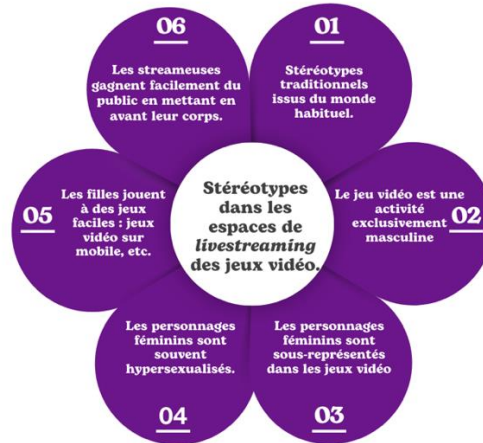 Stéréotypes
dans les
espaces de
livestreaming
des jeux vidéo.
01
Stéréotypes
traditionnels
issus du monde
habituel.
Le jeu vidéo est une
activité
exclusivement
masculine
02
Les personnages
féminins sont
sous-représentés
dans les jeux vidéo
03
Les personnages
féminins sont
souvent
hypersexualisés.
04
05
Les filles jouent
à des jeux
faciles : jeux
vidéo sur
mobile, etc.
06
Les streameuses
gagnent facilement du
public en mettant en
avant leur corps.